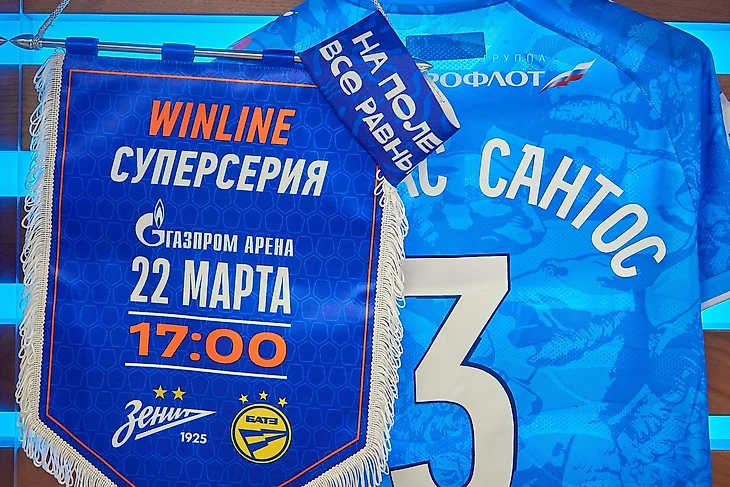 WINLINE
СУПЕРСЕРИЯ
ГАЗПРОМ АРЕНА
22 МАРТА
17:00
Зенит
1925
БАТЭ
НА ПОЛЕ
ВСЕ РАВНЫ
ГРУППА
РОФЛОТ
АС САНТОС
3